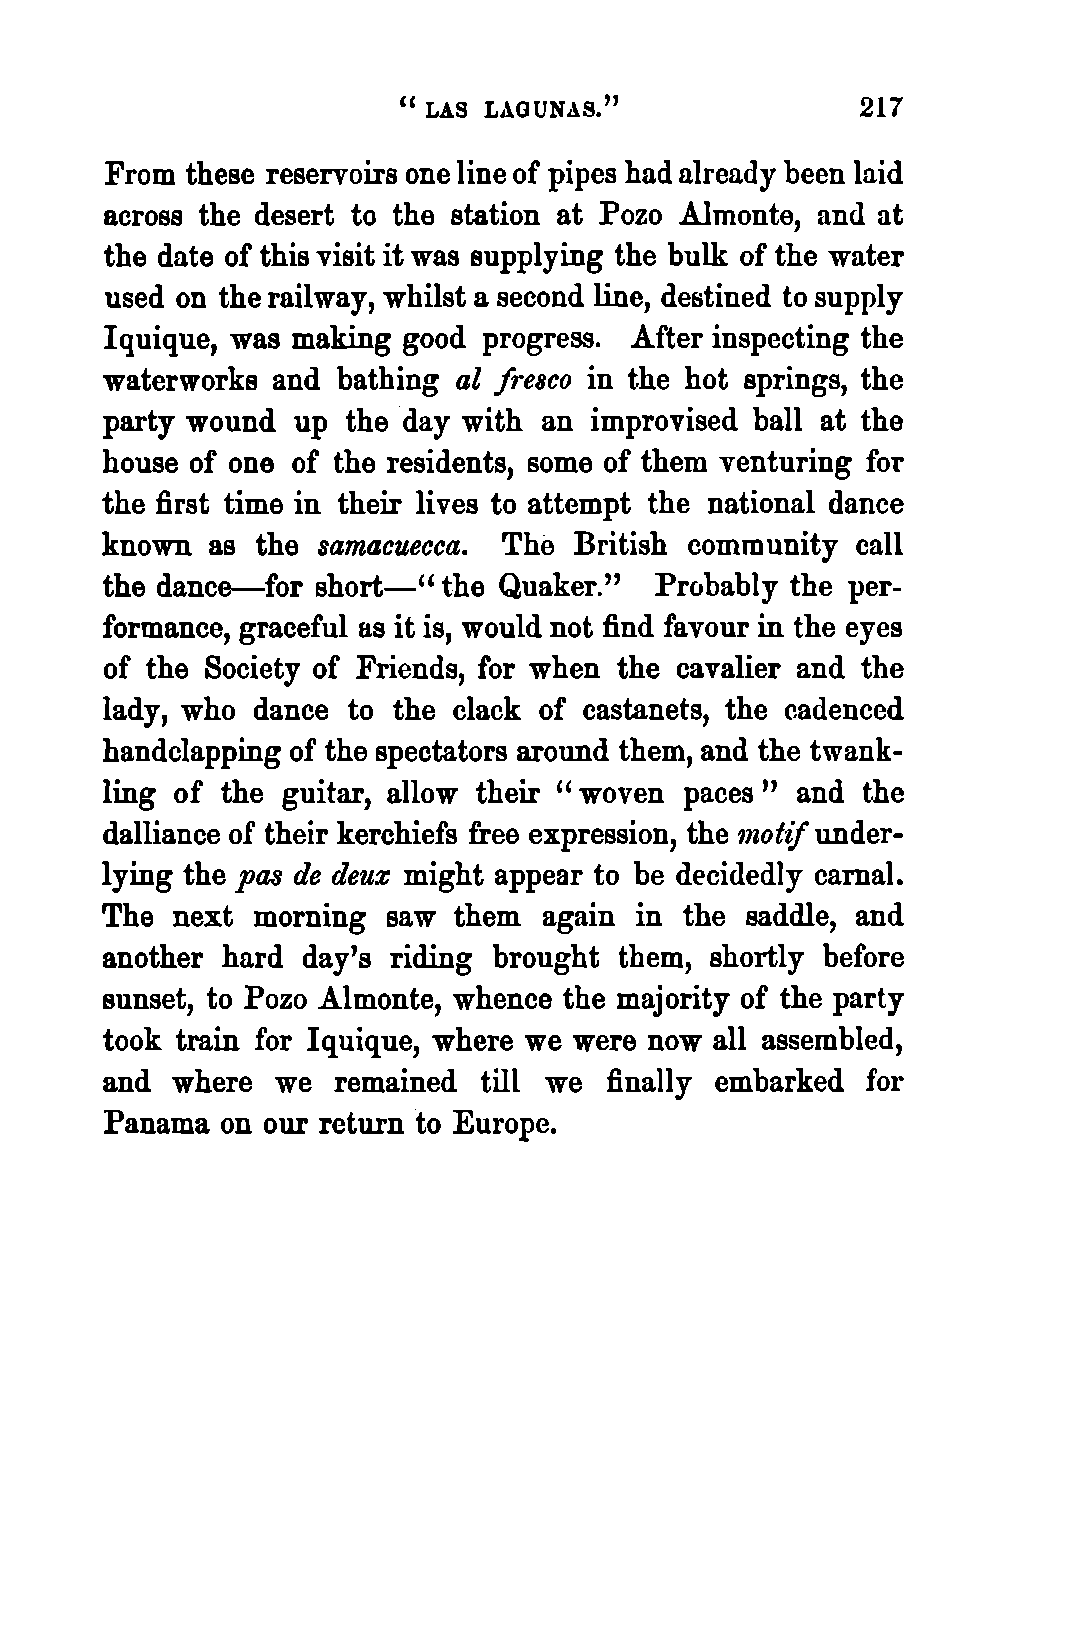 “ LAS LAGUNAS.” 217
From these reservoirs one line of pipes had already been laid
across the desert to the station at Pozo Almonte, and at
the date of this visit it was supplying the bulk of the water
used on the railway, whilst a second line, destined to supply
Iquique, was making good progress. After inspecting the
waterworks and bathing al fresco in the hot springs, the
party wound up the day with an improvised ball at the
house of one of the residents, some of them venturing for
the first time in their lives to attempt the national dance
known as the samacuecca. The British community call
the dance—for short—“ the Quaker.” Probably the per-
formance, graceful as it is, would not find favour in the eyes
of the Society of Friends, for when the cavalier and the
lady, who dance to the clack of castanets, the cadenced
handclapping of the spectators around them, and the twank-
ling of the guitar, allow their “ woven paces ” and the
dalliance of their kerchiefs free expression, the motif under-
lying the pas de deux might appear to be decidedly carnal.
The next morning saw them again in the saddle, and
another hard day’s riding brought them, shortly before
sunset, to Pozo Almonte, whence the majority of the party
took train for Iquique, where we were now all assembled,
and where we remained till we finally embarked for
Panama on our return to Europe.